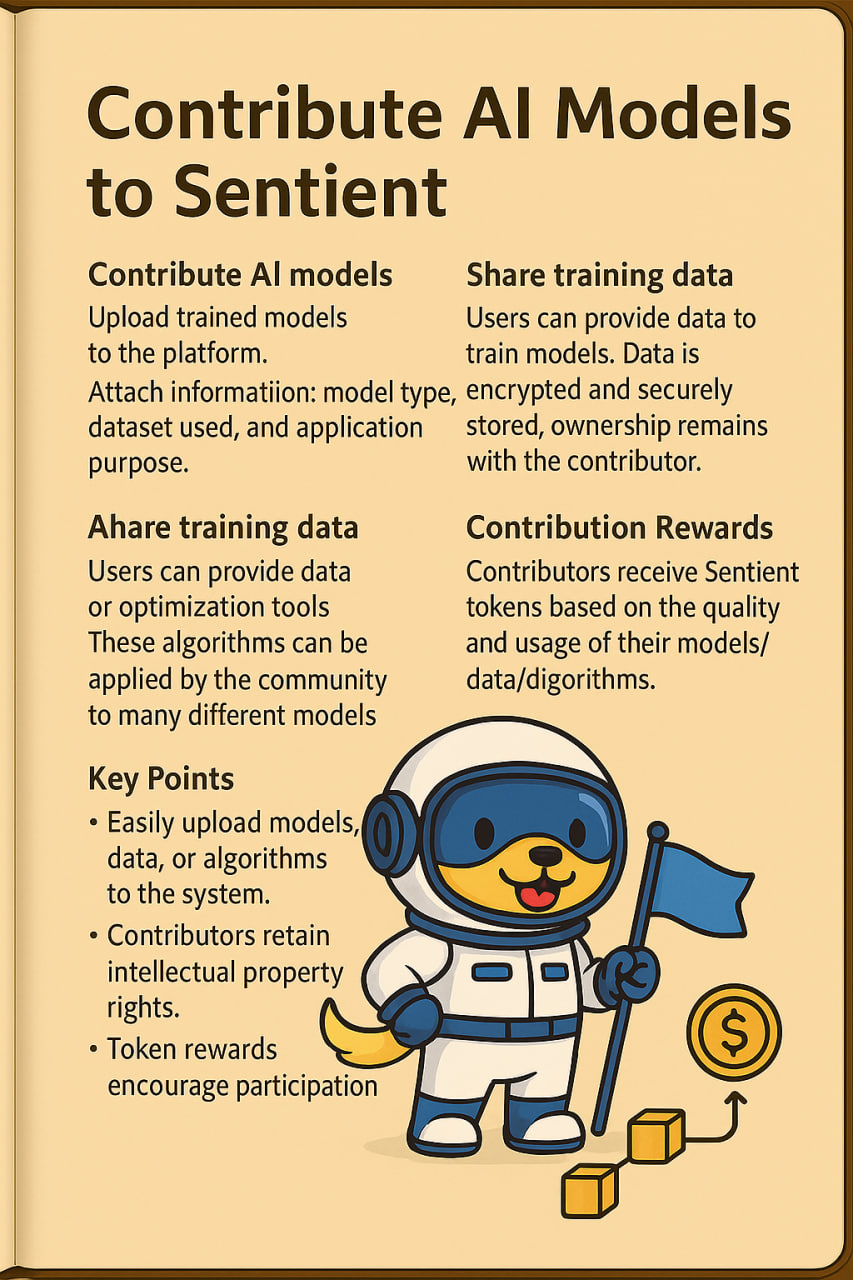 Contribute AI Models
to Sentient
Contribute AI models
Upload trained models
to the platform.
Attach informatiion: model type,
dataset used, and application
purpose.
Share training data
Users can provide data to
train models. Data is
encrypted and securely
stored, ownership remains
with the contributor.
Ahare training data
Users can provide data
or optimization tools
These algorithms can be
applied by the community
to many different models
Contribution Rewards
Contributors receive Sentient
tokens based on the quality
and usage of their models/
data/digorithms.
Key Points
• Easily upload models,
data, or algorithms
to the system.
• Contributors retain
intellectual property
rights.
• Token rewards
encourage participation
$